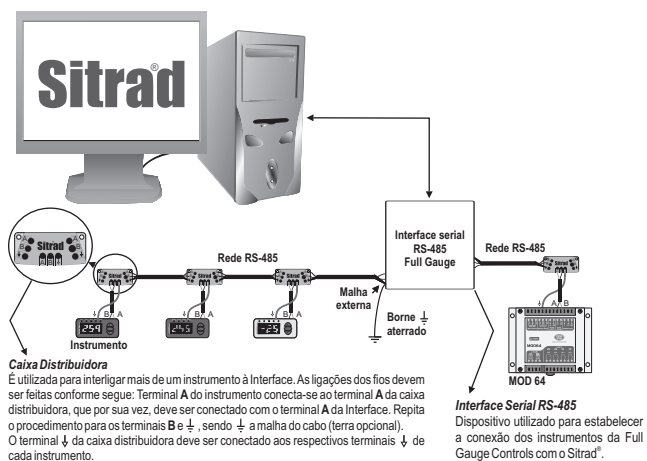 Sitrad®
Interface serial
RS-485
Full Gauge
Rede RS-485
Rede RS-485
A
B
Sitrad
A
B
A B
Sitrad
Sitrad
Sitrad
Sitrad
Malha
externa
Borne ⏚
aterrado
↓ B A
↓ B A
↓ B A
↓ A B
Instrumento
MOD 64
Caixa Distribuidora
É utilizada para interligar mais de um instrumento à Interface. As ligações dos fios devem
ser feitas conforme segue: Terminal A do instrumento conecta-se ao terminal A da caixa
distribuidora, que por sua vez, deve ser conectado com o terminal A da Interface. Repita
o procedimento para os terminais B e ⏚ , sendo ⏚ a malha do cabo (terra opcional).
O terminal ↓ da caixa distribuidora deve ser conectado aos respectivos terminais ↓ de
cada instrumento.
Interface Serial RS-485
Dispositivo utilizado para estabelecer
a conexão dos instrumentos da Full
Gauge Controls com o Sitrad®.